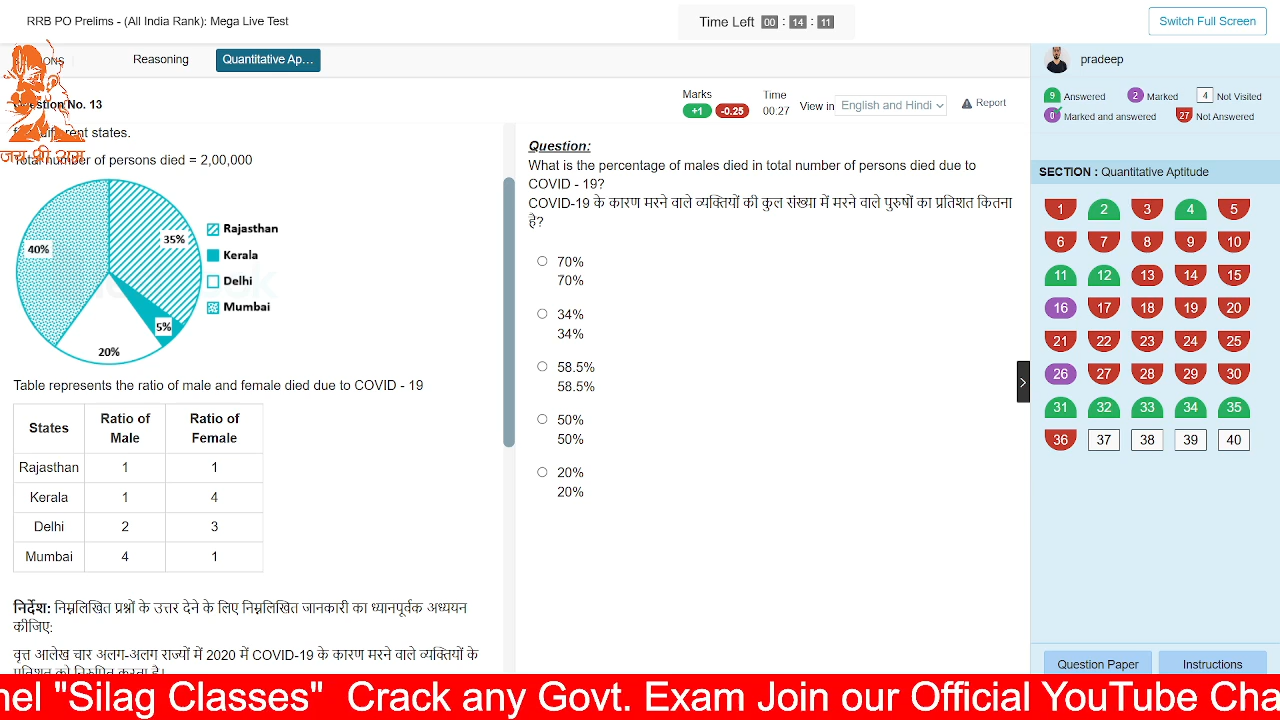 RRB PO Prelims - (All India Rank): Mega Live Test
Time Left 00 : 14 : 11
Switch Full Screen
Reasoning
Quantitative Ap...
pradeep
Question No. 13
Marks
+1 -0.25
Time
00:27
View in English and Hindi
Report
9 Answered
2 Marked
4 Not Visited
0 Marked and answered
27 Not Answered
SECTION : Quantitative Aptitude
1 2 3 4 5
6 7 8 9 10
11 12 13 14 15
16 17 18 19 20
21 22 23 24 25
26 27 28 29 30
31 32 33 34 35
36 37 38 39 40
Question Paper
Instructions
जय श्री राम
states.
Total number of persons died = 2,00,000
40%
35%
5%
20%
Rajasthan
Kerala
Delhi
Mumbai
Table represents the ratio of male and female died due to COVID - 19
States Ratio of Male Ratio of Female
Rajasthan 1 1
Kerala 1 4
Delhi 2 3
Mumbai 4 1
निर्देश: निम्नलिखित प्रश्नों के उत्तर देने के लिए निम्नलिखित जानकारी का ध्यानपूर्वक अध्ययन
कीजिए:
वृत्त आलेख चार अलग-अलग राज्यों में 2020 में COVID-19 के कारण मरने वाले व्यक्तियों के
प्रतिशत को निरूपित करता है।
Question:
What is the percentage of males died in total number of persons died due to
COVID - 19?
COVID-19 के कारण मरने वाले व्यक्तियों की कुल संख्या में मरने वाले पुरुषों का प्रतिशत कितना
है?
70%
70%
34%
34%
58.5%
58.5%
50%
50%
20%
20%
nel "Silag Classes" Crack any Govt. Exam Join our Official YouTube Cha